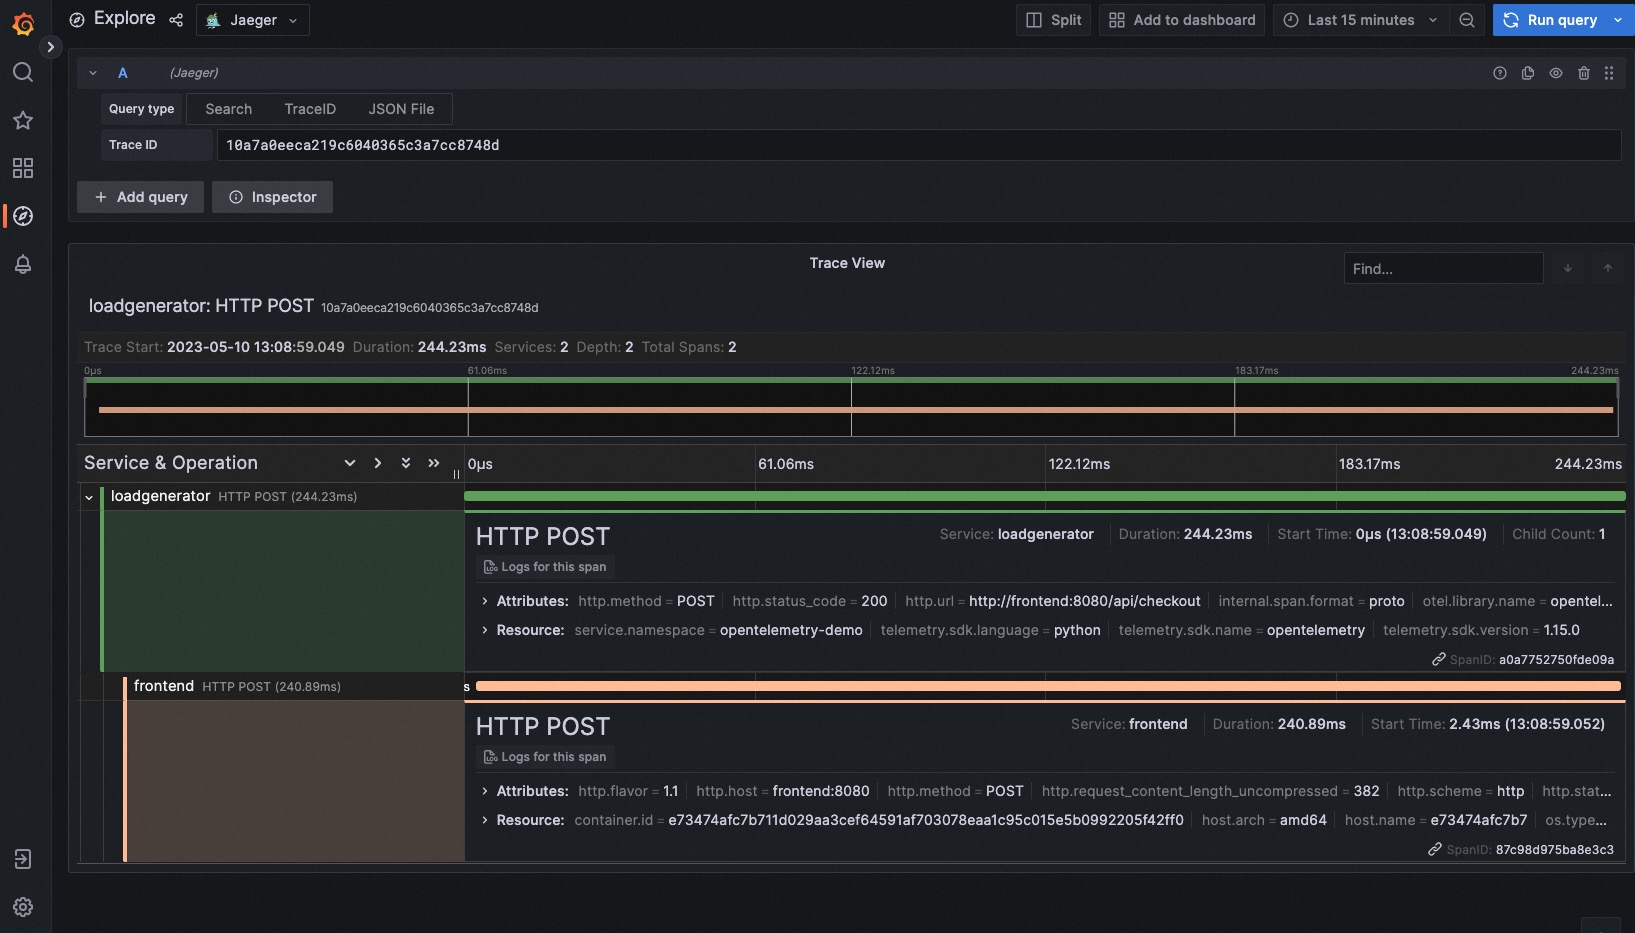 Explore Jaeger Split Add to dashboard Last 15 minutes Run query
A (Jaeger)
Query type Search TraceID JSON File
Trace ID 10a7a0eeca219c6040365c3a7cc8748d
+ Add query Inspector
Trace View Find...
loadgenerator: HTTP POST 10a7a0eeca219c6040365c3a7cc8748d
Trace Start: 2023-05-10 13:08:59.049 Duration: 244.23ms Services: 2 Depth: 2 Total Spans: 2
0μs 61.06ms 122.12ms 183.17ms 244.23ms
Service & Operation 0μs 61.06ms 122.12ms 183.17ms 244.23ms
loadgenerator HTTP POST (244.23ms)
HTTP POST Service: loadgenerator Duration: 244.23ms Start Time: 0μs (13:08:59.049) Child Count: 1
Logs for this span
Attributes: http.method = POST http.status_code = 200 http.url = http://frontend:8080/api/checkout internal.span.format = proto otel.library.name = opentel...
Resource: service.namespace = opentelemetry-demo telemetry.sdk.language = python telemetry.sdk.name = opentelemetry telemetry.sdk.version = 1.15.0
SpanID: a0a7752750fde09a
frontend HTTP POST (240.89ms) s
HTTP POST Service: frontend Duration: 240.89ms Start Time: 2.43ms (13:08:59.052)
Logs for this span
Attributes: http.flavor = 1.1 http.host = frontend:8080 http.method = POST http.request_content_length_uncompressed = 382 http.scheme = http http.stat...
Resource: container.id = e73474afc7b711d029aa3cef64591af703078eaa1c95c015e5b0992205f42ff0 host.arch = amd64 host.name = e73474afc7b7 os.type...
SpanID: 87c98d975ba8e3c3